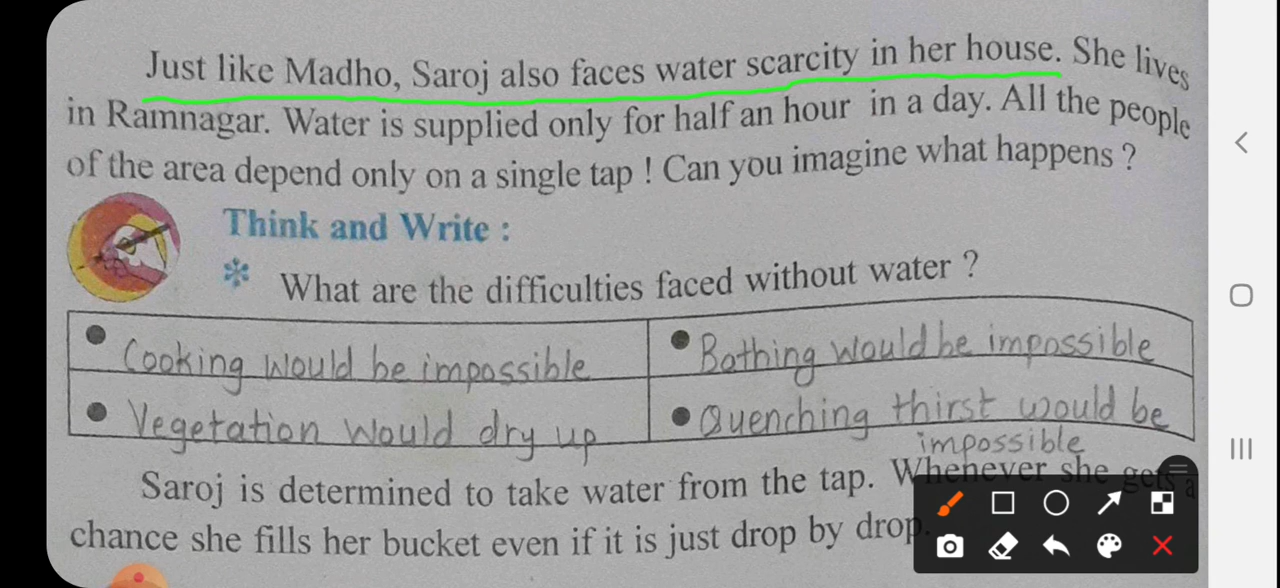 Just like Madho, Saroj also faces water scarcity in her house. She lives
in Ramnagar. Water is supplied only for half an hour in a day. All the people
of the area depend only on a single tap ! Can you imagine what happens ?
Think and Write :
* What are the difficulties faced without water ?
• Cooking would be impossible
• Bathing would be impossible
• Vegetation would dry up
• Quenching thirst would be
impossible
Saroj is determined to take water from the tap. Whenever she gets a
chance she fills her bucket even if it is just drop by drop.